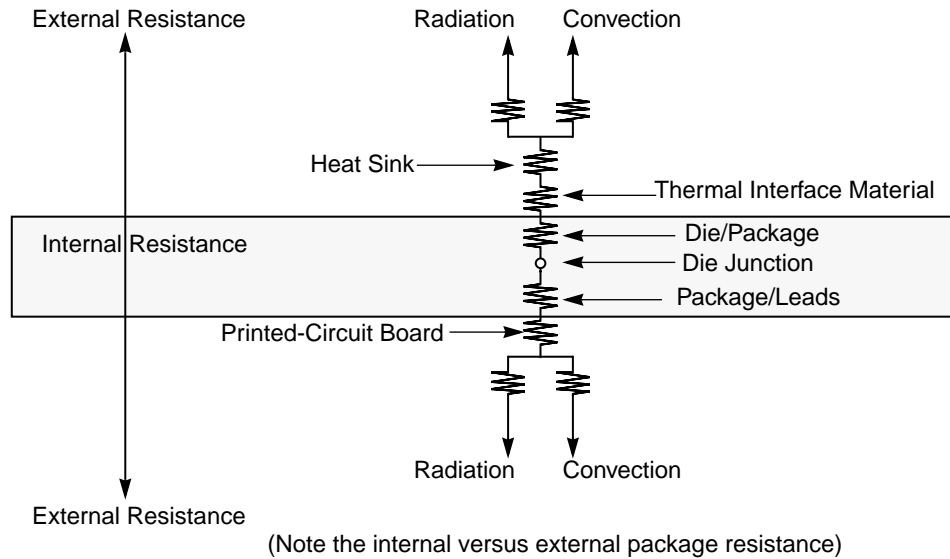 External Resistance
Radiation
Convection
Heat Sink
Thermal Interface Material
Internal Resistance
Die/Package
Die Junction
Package/Leads
Printed-Circuit Board
Radiation
Convection
External Resistance
(Note the internal versus external package resistance)